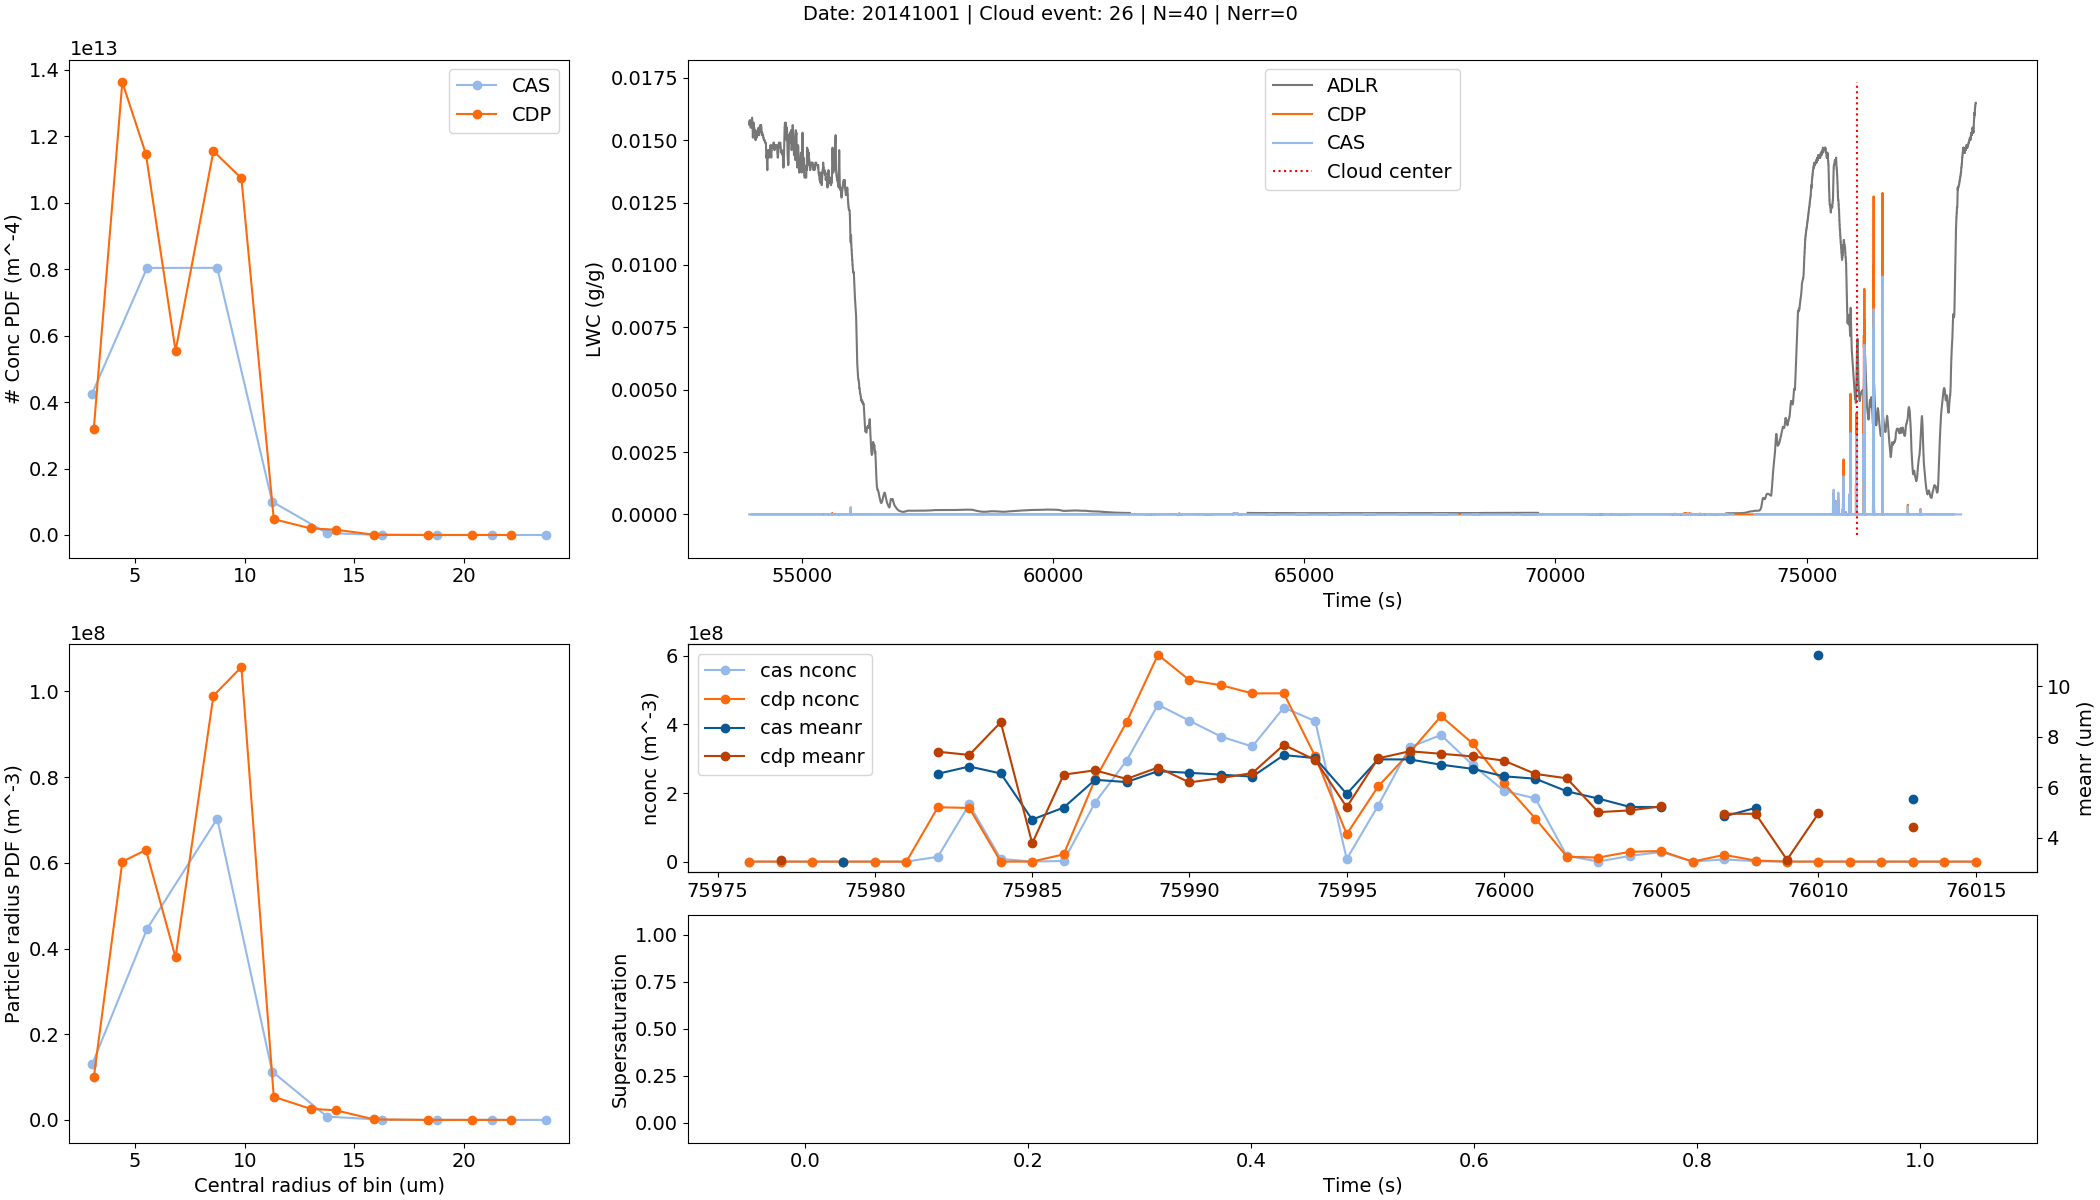 Date: 20141001 | Cloud event: 26 | N=40 | Nerr=0
1e13
1.4
1.2
1.0
0.8
0.6
0.4
0.2
0.0
# Conc PDF (m^-4)
CAS
CDP
5 10 15 20
0.0175
0.0150
0.0125
0.0100
0.0075
0.0050
0.0025
0.0000
LWC (g/g)
ADLR
CDP
CAS
Cloud center
55000 60000 65000 70000 75000
Time (s)
1e8
1.0
0.8
0.6
0.4
0.2
0.0
Particle radius PDF (m^-3)
5 10 15 20
Central radius of bin (um)
1e8
6
4
2
0
nconc (m^-3)
cas nconc
cdp nconc
cas meanr
cdp meanr
10
8
6
4
meanr (um)
75975 75980 75985 75990 75995 76000 76005 76010 76015
1.00
0.75
0.50
0.25
0.00
Supersaturation
0.0 0.2 0.4 0.6 0.8 1.0
Time (s)